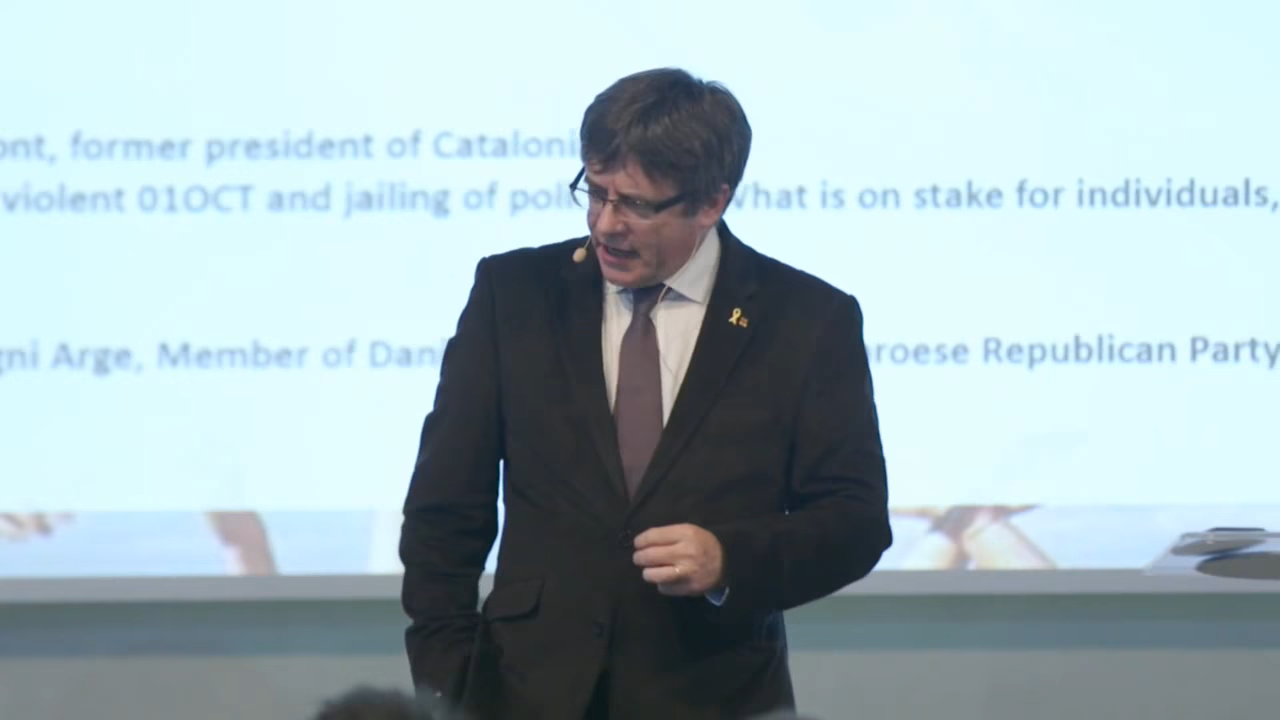 ont, former president of Cataloni
violent 01OCT and jailing of poli What is on stake for individuals,
gni Arge, Member of Dani roese Republican Party